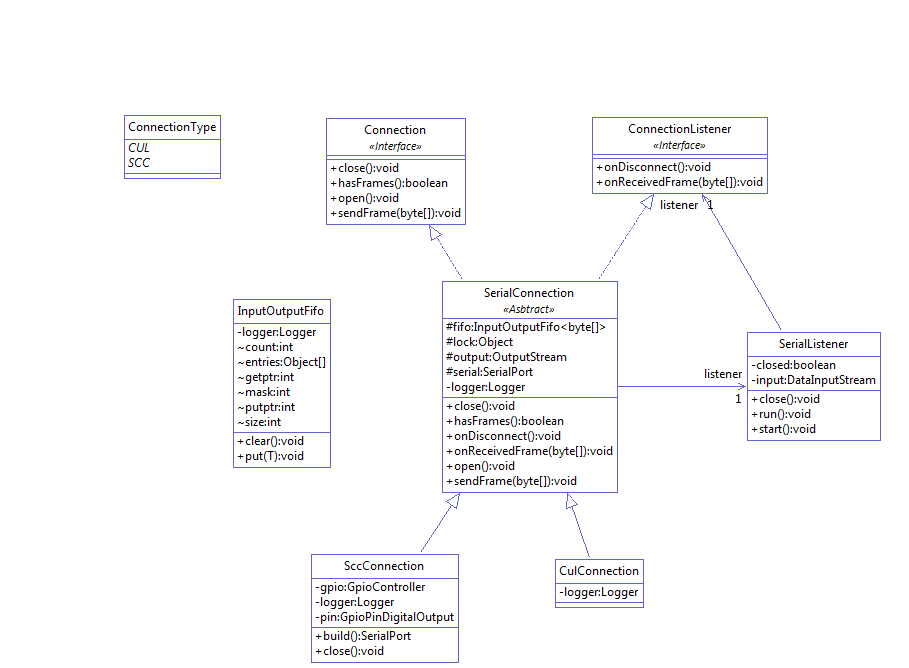 ConnectionType
CUL
SCC
Connection
«Interface»
+close():void
+hasFrames():boolean
+open():void
+sendFrame(byte[]):void
ConnectionListener
«Interface»
+onDisconnect():void
+onReceivedFrame(byte[]):void
listener 1
InputOutputFifo
-logger:Logger
~count:int
~entries:Object[]
~getptr:int
~mask:int
~putptr:int
~size:int
+clear():void
+put(T):void
SerialConnection
«Asbtract»
#fifo:InputOutputFifo<byte[]>
#lock:Object
#output:OutputStream
#serial:SerialPort
-logger:Logger
+close():void
+hasFrames():boolean
+onDisconnect():void
+onReceivedFrame(byte[]):void
+open():void
+sendFrame(byte[]):void
listener
1
SerialListener
-closed:boolean
-input:DataInputStream
+close():void
+run():void
+start():void
SccConnection
-gpio:GpioController
-logger:Logger
-pin:GpioPinDigitalOutput
+build():SerialPort
+close():void
CulConnection
-logger:Logger